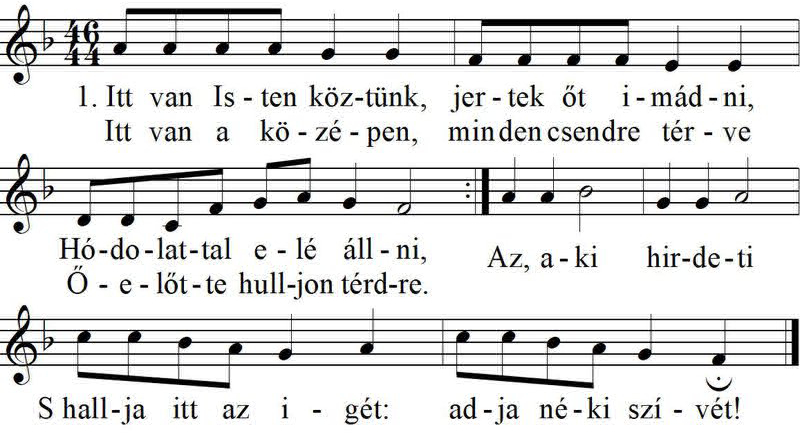 46
44
1. Itt van Is - ten köz-tünk, jer-tek őt i-mád-ni,
Itt van a kö-zé-pen, minden csendre tér-ve
Hó-do-lat-tal e-lé áll-ni,
Ő-e-lőt-te hull-jon térd-re.
Az, a-ki hir-de-ti
S hall-ja itt az i - gét: ad-ja né-ki szí-vét!